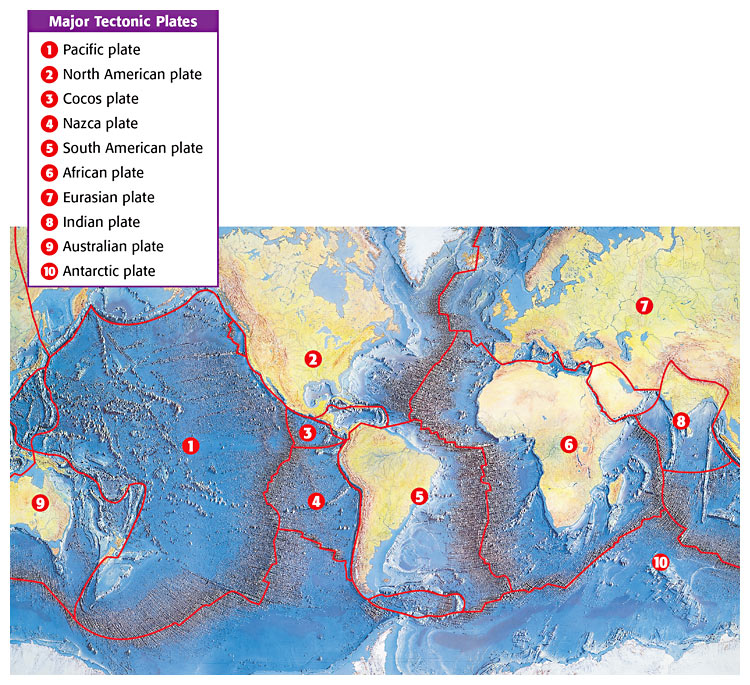 Major Tectonic Plates
1 Pacific plate
2 North American plate
3 Cocos plate
4 Nazca plate
5 South American plate
6 African plate
7 Eurasian plate
8 Indian plate
9 Australian plate
10 Antarctic plate
7
2
8
3
1
6
5
4
9
10